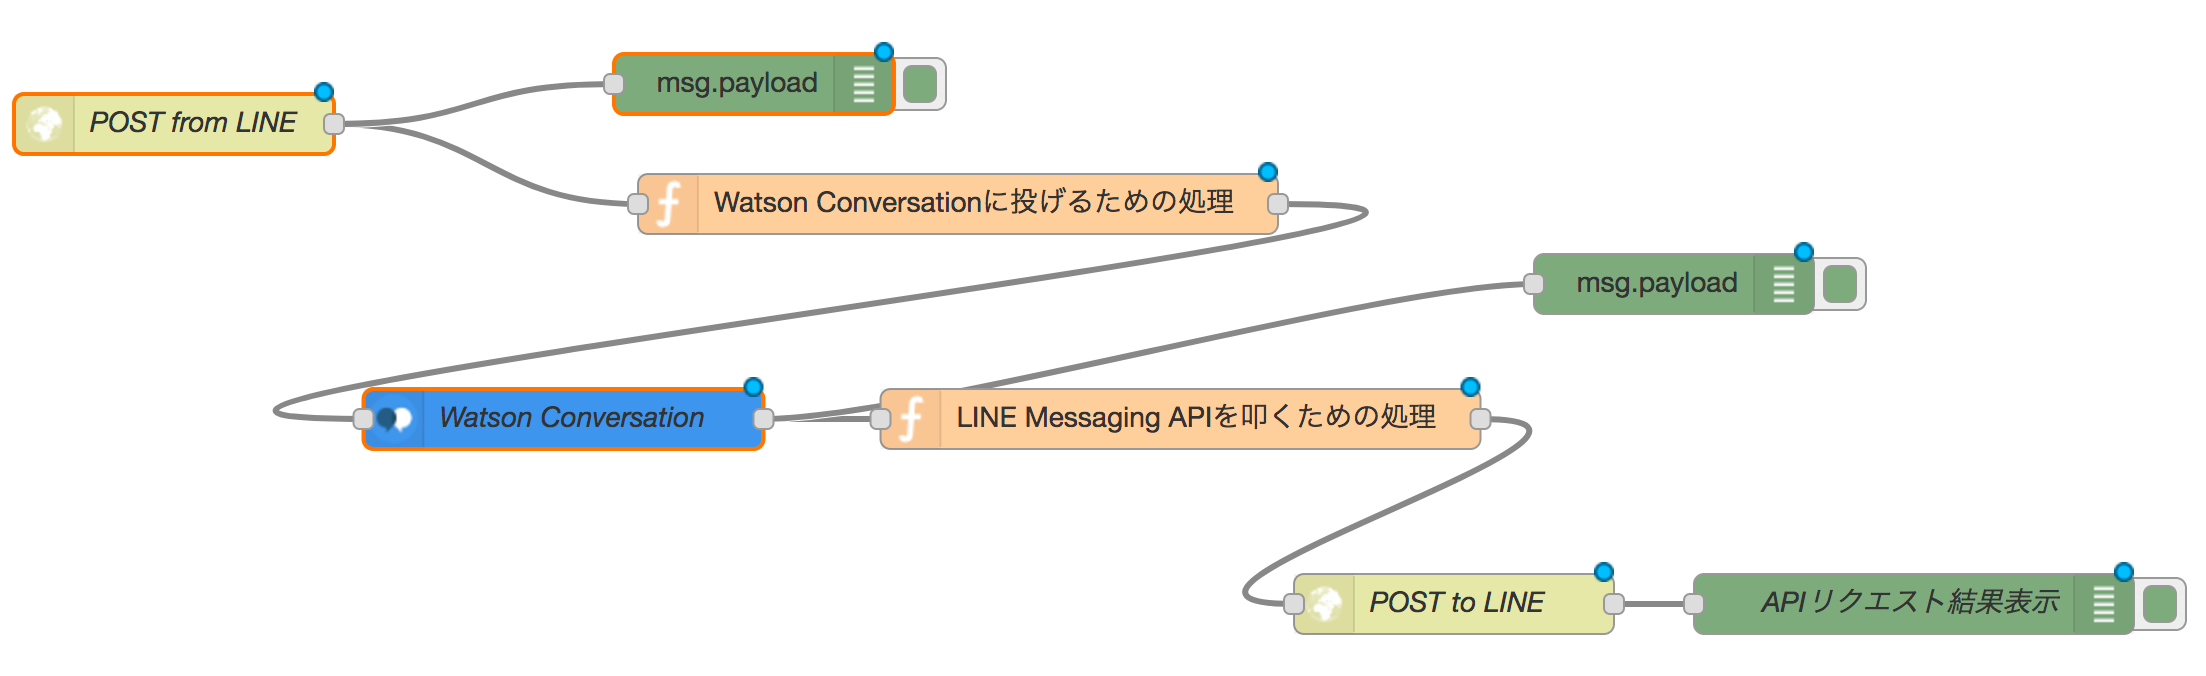 POST from LINE
msg.payload
Watson Conversationに投げるための処理
msg.payload
Watson Conversation
LINE Messaging APIを叩くための処理
POST to LINE
APIリクエスト結果表示